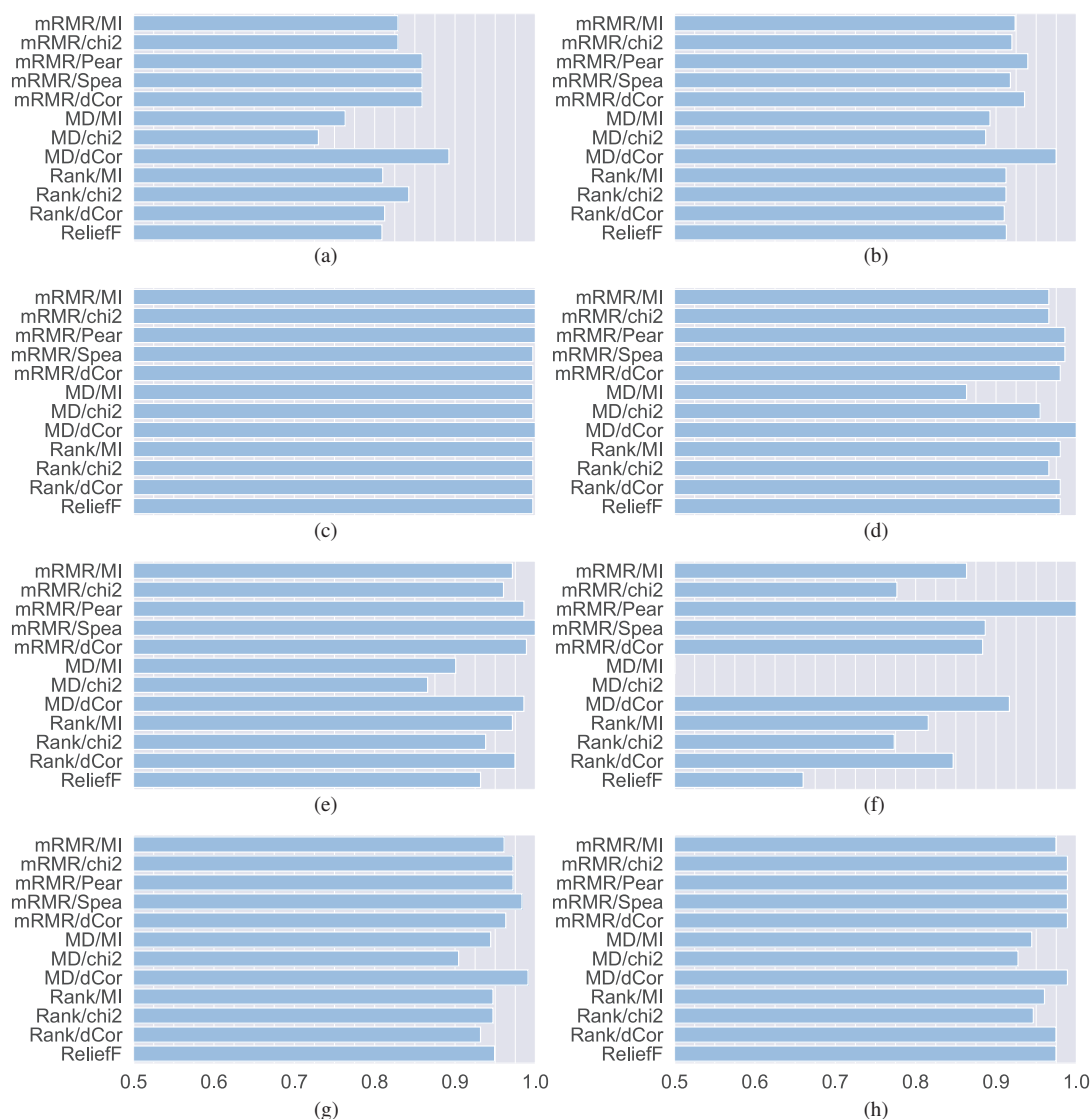 mRMR/MI
mRMR/chi2
mRMR/Pear
mRMR/Spea
mRMR/dCor
MD/MI
MD/chi2
MD/dCor
Rank/MI
Rank/chi2
Rank/dCor
ReliefF
(a)
mRMR/MI
mRMR/chi2
mRMR/Pear
mRMR/Spea
mRMR/dCor
MD/MI
MD/chi2
MD/dCor
Rank/MI
Rank/chi2
Rank/dCor
ReliefF
(b)
mRMR/MI
mRMR/chi2
mRMR/Pear
mRMR/Spea
mRMR/dCor
MD/MI
MD/chi2
MD/dCor
Rank/MI
Rank/chi2
Rank/dCor
ReliefF
(c)
mRMR/MI
mRMR/chi2
mRMR/Pear
mRMR/Spea
mRMR/dCor
MD/MI
MD/chi2
MD/dCor
Rank/MI
Rank/chi2
Rank/dCor
ReliefF
(d)
mRMR/MI
mRMR/chi2
mRMR/Pear
mRMR/Spea
mRMR/dCor
MD/MI
MD/chi2
MD/dCor
Rank/MI
Rank/chi2
Rank/dCor
ReliefF
(e)
mRMR/MI
mRMR/chi2
mRMR/Pear
mRMR/Spea
mRMR/dCor
MD/MI
MD/chi2
MD/dCor
Rank/MI
Rank/chi2
Rank/dCor
ReliefF
(f)
mRMR/MI
mRMR/chi2
mRMR/Pear
mRMR/Spea
mRMR/dCor
MD/MI
MD/chi2
MD/dCor
Rank/MI
Rank/chi2
Rank/dCor
ReliefF
0.5 0.6 0.7 0.8 0.9 1.0
(g)
mRMR/MI
mRMR/chi2
mRMR/Pear
mRMR/Spea
mRMR/dCor
MD/MI
MD/chi2
MD/dCor
Rank/MI
Rank/chi2
Rank/dCor
ReliefF
0.5 0.6 0.7 0.8 0.9 1.0
(h)